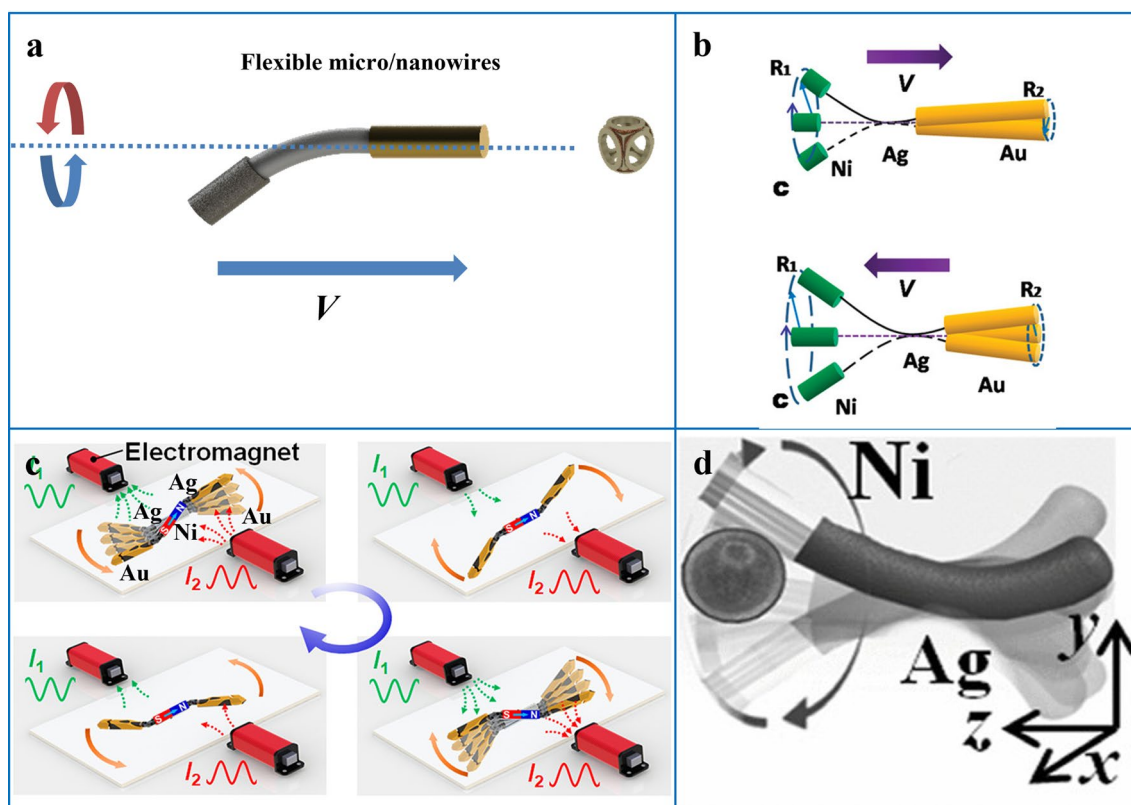 a
Flexible micro/nanowires
V
b
R1
V
R2
Ni
Ag
Au
C
R1
V
R2
Ag
Au
C
Ni
c
Electromagnet
I1
Ag
Ag
Ni
Au
Au
S
N
I2
I1
S
N
I2
I1
S
N
I2
I1
S
N
I2
d
Ni
Ag
y
z
x